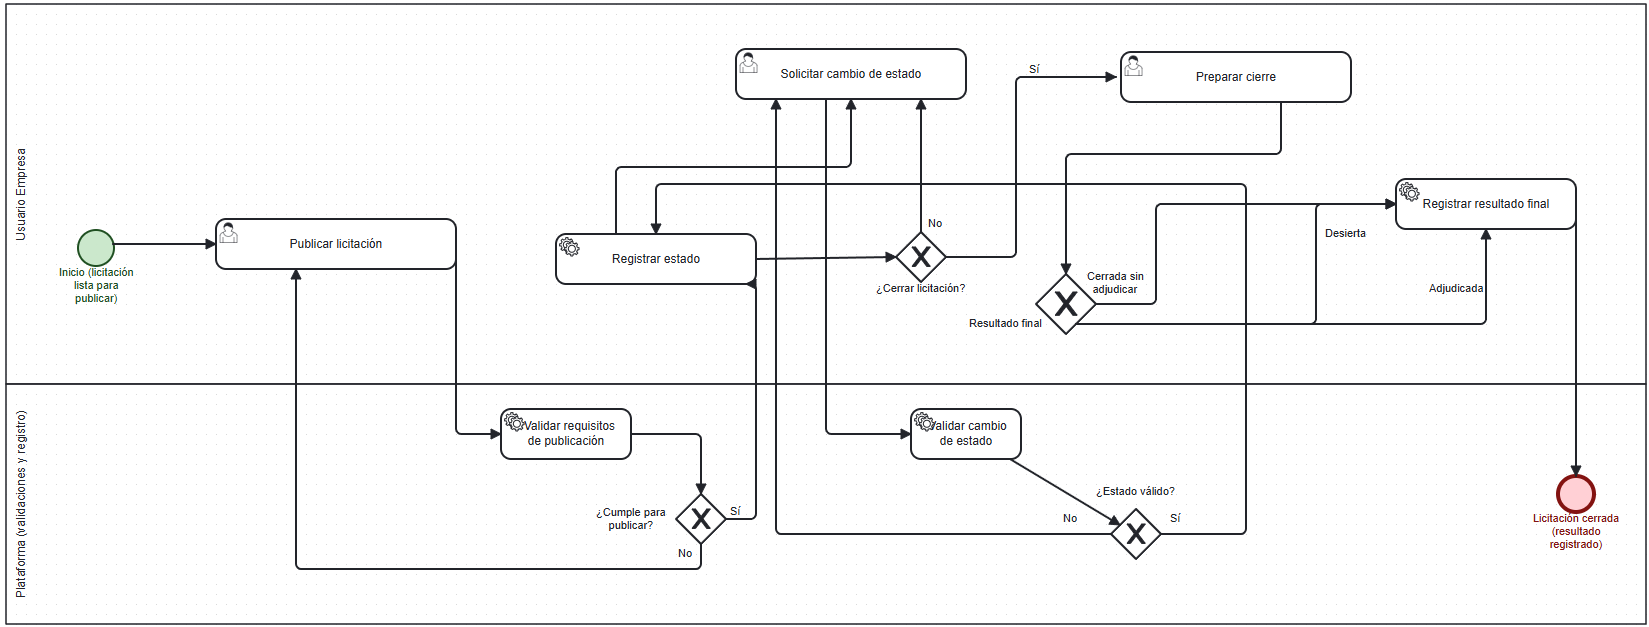 Usuario Empresa
Solicitar cambio de estado
Sí
Preparar cierre
Publicar licitación
Inicio (licitación
lista para
publicar)
Registrar estado
No
¿Cerrar licitación?
Resultado final
Cerrada sin
adjudicar
Desierta
Adjudicada
Registrar resultado final
Plataforma (validaciones y registro)
Validar requisitos
de publicación
¿Cumple para
publicar?
Sí
No
Validar cambio
de estado
¿Estado válido?
No
Sí
Licitación cerrada
(resultado
registrado)